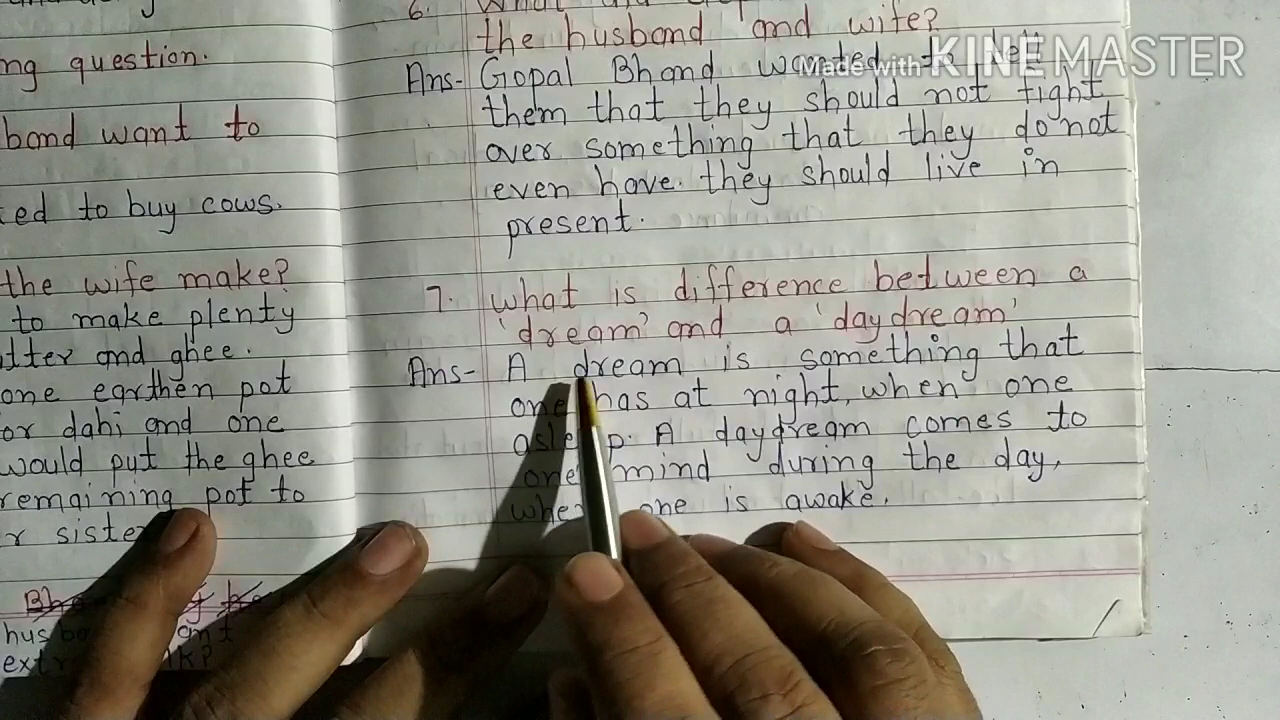 ng question.
bond want to
ed to buy cows.
the wife make?
to make plenty
and ghee.
one earthen pot
or dahi and one
would put the ghee
remaining pot to
r sister
6. What
the husband and wife?
Ans- Gopal Bhand wanted to tell
them that they should not fight
over something that they do not
even have. they should live in
present.
7. What is difference between a
'dream' and a 'daydream'
Ans- A dream is something that
one has at night, when one
asleep. A daydream comes to
one mind during the day,
when one is awake.
Made with KINEMASTER